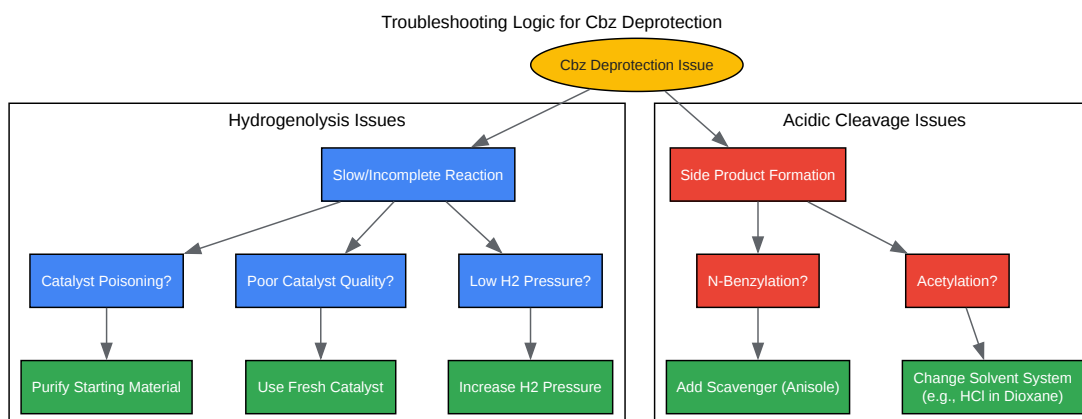 Troubleshooting Logic for Cbz Deprotection
Cbz Deprotection Issue
Hydrogenolysis Issues
Acidic Cleavage Issues
Slow/Incomplete Reaction
Side Product Formation
Catalyst Poisoning?
Poor Catalyst Quality?
Low H2 Pressure?
N-Benzylation?
Acetylation?
Purify Starting Material
Use Fresh Catalyst
Increase H2 Pressure
Add Scavenger (Anisole)
Change Solvent System
(e.g., HCl in Dioxane)